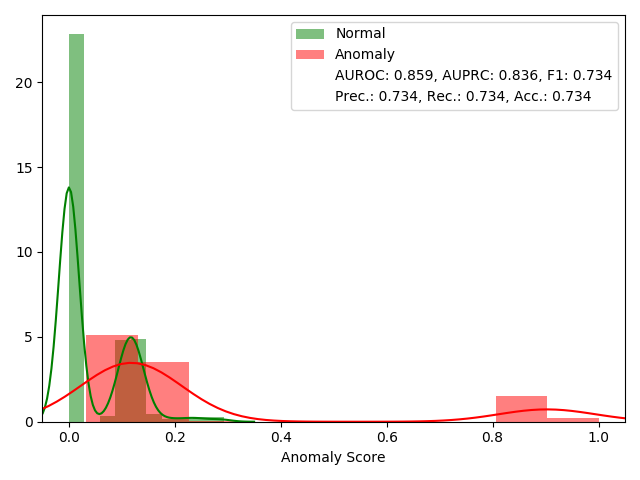 Normal
Anomaly
AUROC: 0.859, AUPRC: 0.836, F1: 0.734
Prec.: 0.734, Rec.: 0.734, Acc.: 0.734
20
15
10
5
0
0.0 0.2 0.4 0.6 0.8 1.0
Anomaly Score